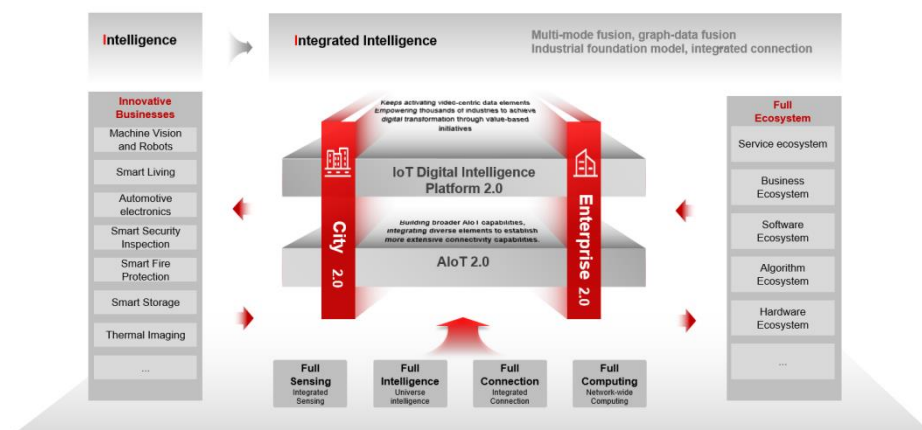 Intelligence
Integrated Intelligence
Multi-mode fusion, graph-data fusion
Industrial foundation model, integrated connection
Innovative
Businesses
Machine Vision
and Robots
Smart Living
Automotive
electronics
Smart Security
Inspection
Smart Fire
Protection
Smart Storage
Thermal Imaging
...
Keeps activating video-centric data elements
Empowering thousands of industries to achieve
digital transformation through value-based
initiatives
IoT Digital Intelligence
Platform 2.0
Building broader AIoT capabilities,
integrating diverse elements to establish
more extensive connectivity capabilities.
AIoT 2.0
City 2.0
Enterprise 2.0
Full
Sensing
Integrated
Sensing
Full
Intelligence
Universe
intelligence
Full
Connection
Integrated
Connection
Full
Computing
Network-wide
Computing
Full
Ecosystem
Service ecosystem
Business
Ecosystem
Software
Ecosystem
Algorithm
Ecosystem
Hardware
Ecosystem
...